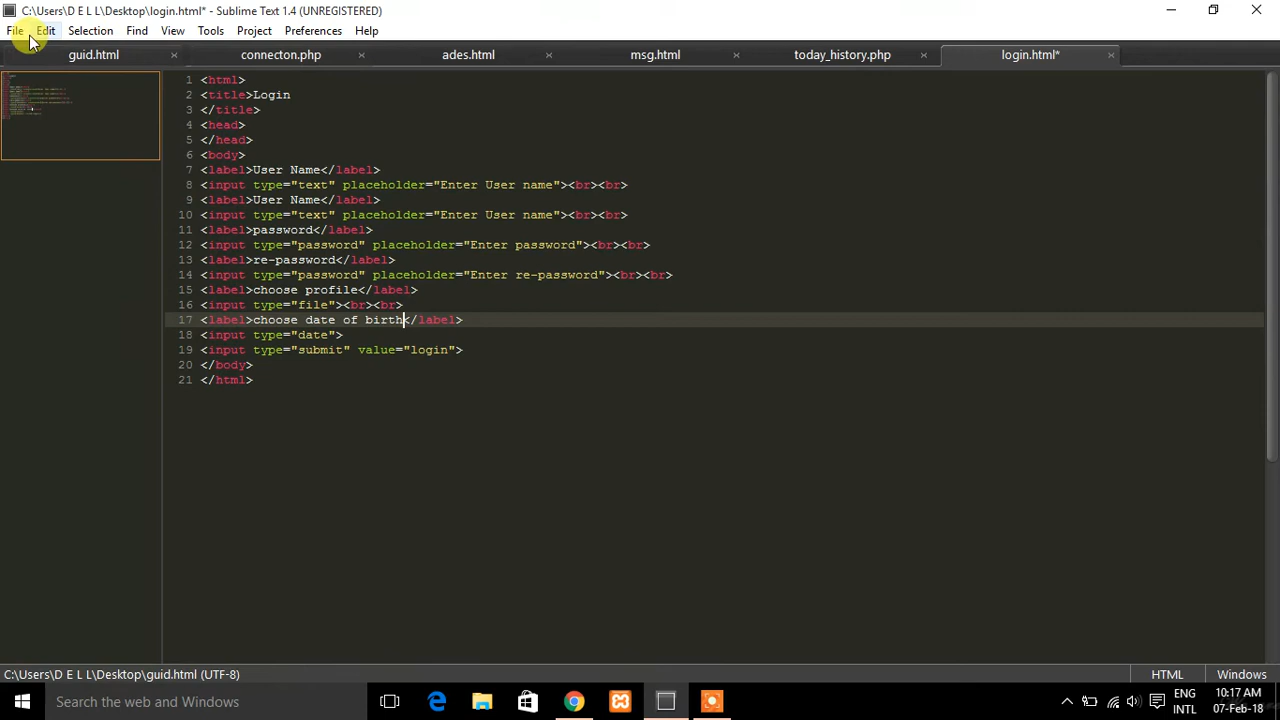 C:\Users\D E L L\Desktop\login.html* - Sublime Text 1.4 (UNREGISTERED)
File Edit Selection Find View Tools Project Preferences Help
guid.html × connecton.php × ades.html × msg.html × today_history.php × login.html* ×
1 <html>
2 <title>Login
3 </title>
4 <head>
5 </head>
6 <body>
7 <label>User Name</label>
8 <input type="text" placeholder="Enter User name"><br><br>
9 <label>User Name</label>
10 <input type="text" placeholder="Enter User name"><br><br>
11 <label>password</label>
12 <input type="password" placeholder="Enter password"><br><br>
13 <label>re-password</label>
14 <input type="password" placeholder="Enter re-password"><br><br>
15 <label>choose profile</label>
16 <input type="file"><br><br>
17 <label>choose date of birth</label>
18 <input type="date">
19 <input type="submit" value="login">
20 </body>
21 </html>
C:\Users\D E L L\Desktop\guid.html (UTF-8) HTML Windows
Search the web and Windows
ENG
INTL
10:17 AM
07-Feb-18